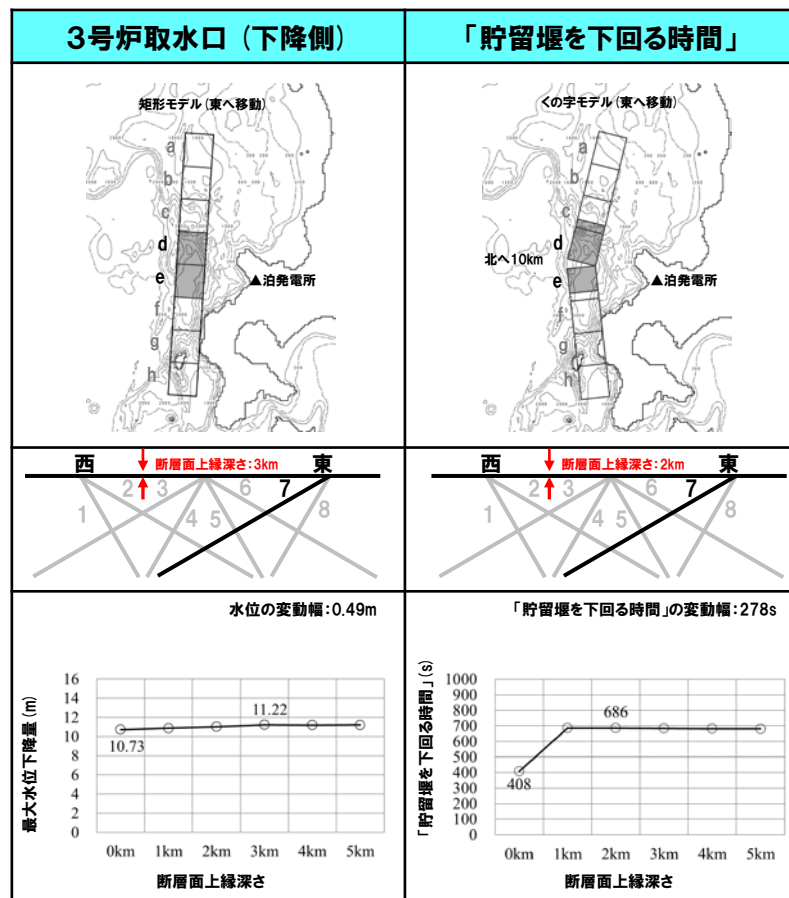 3号炉取水口（下降側）
「貯留堰を下回る時間」
矩形モデル(東へ移動)
a
b
c
d
e
f
g
h
▲泊発電所
くの字モデル(東へ移動)
a
b
c
d
北へ10km
e
f
g
h
▲泊発電所
西
断層面上縁深さ:3km
東
1
2
3
4
5
6
7
8
西
断層面上縁深さ:2km
東
1
2
3
4
5
6
7
8
水位の変動幅:0.49m
最大水位下降量(m)
16
14
12
10
8
6
4
2
0
10.73
11.22
0km 1km 2km 3km 4km 5km
断層面上縁深さ
「貯留堰を下回る時間」の変動幅:278s
「貯留堰を下回る時間」(s)
1000
900
800
700
600
500
400
300
200
100
0
408
686
0km 1km 2km 3km 4km 5km
断層面上縁深さ